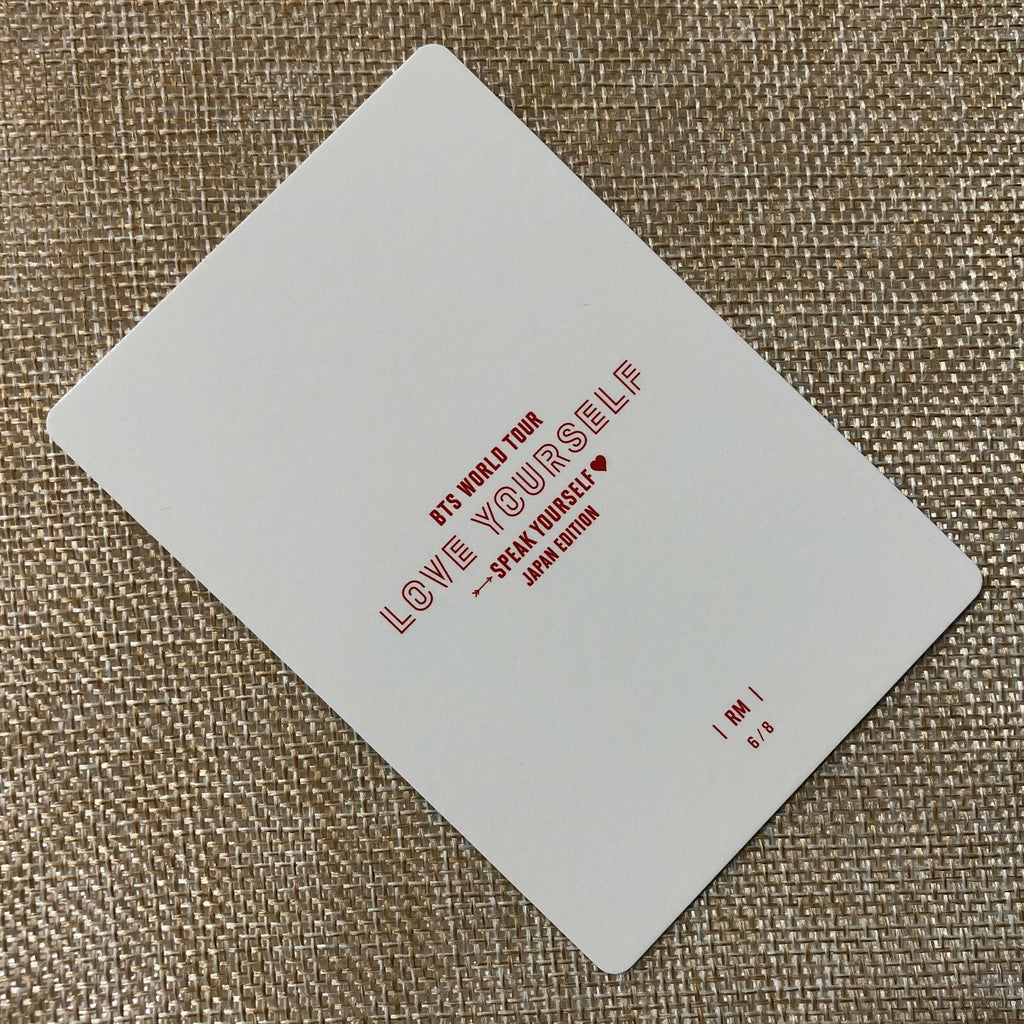 BTS WORLD TOUR
LOVE YOURSELF
SPEAK YOURSELF
JAPAN EDITION
| RM |
6/8